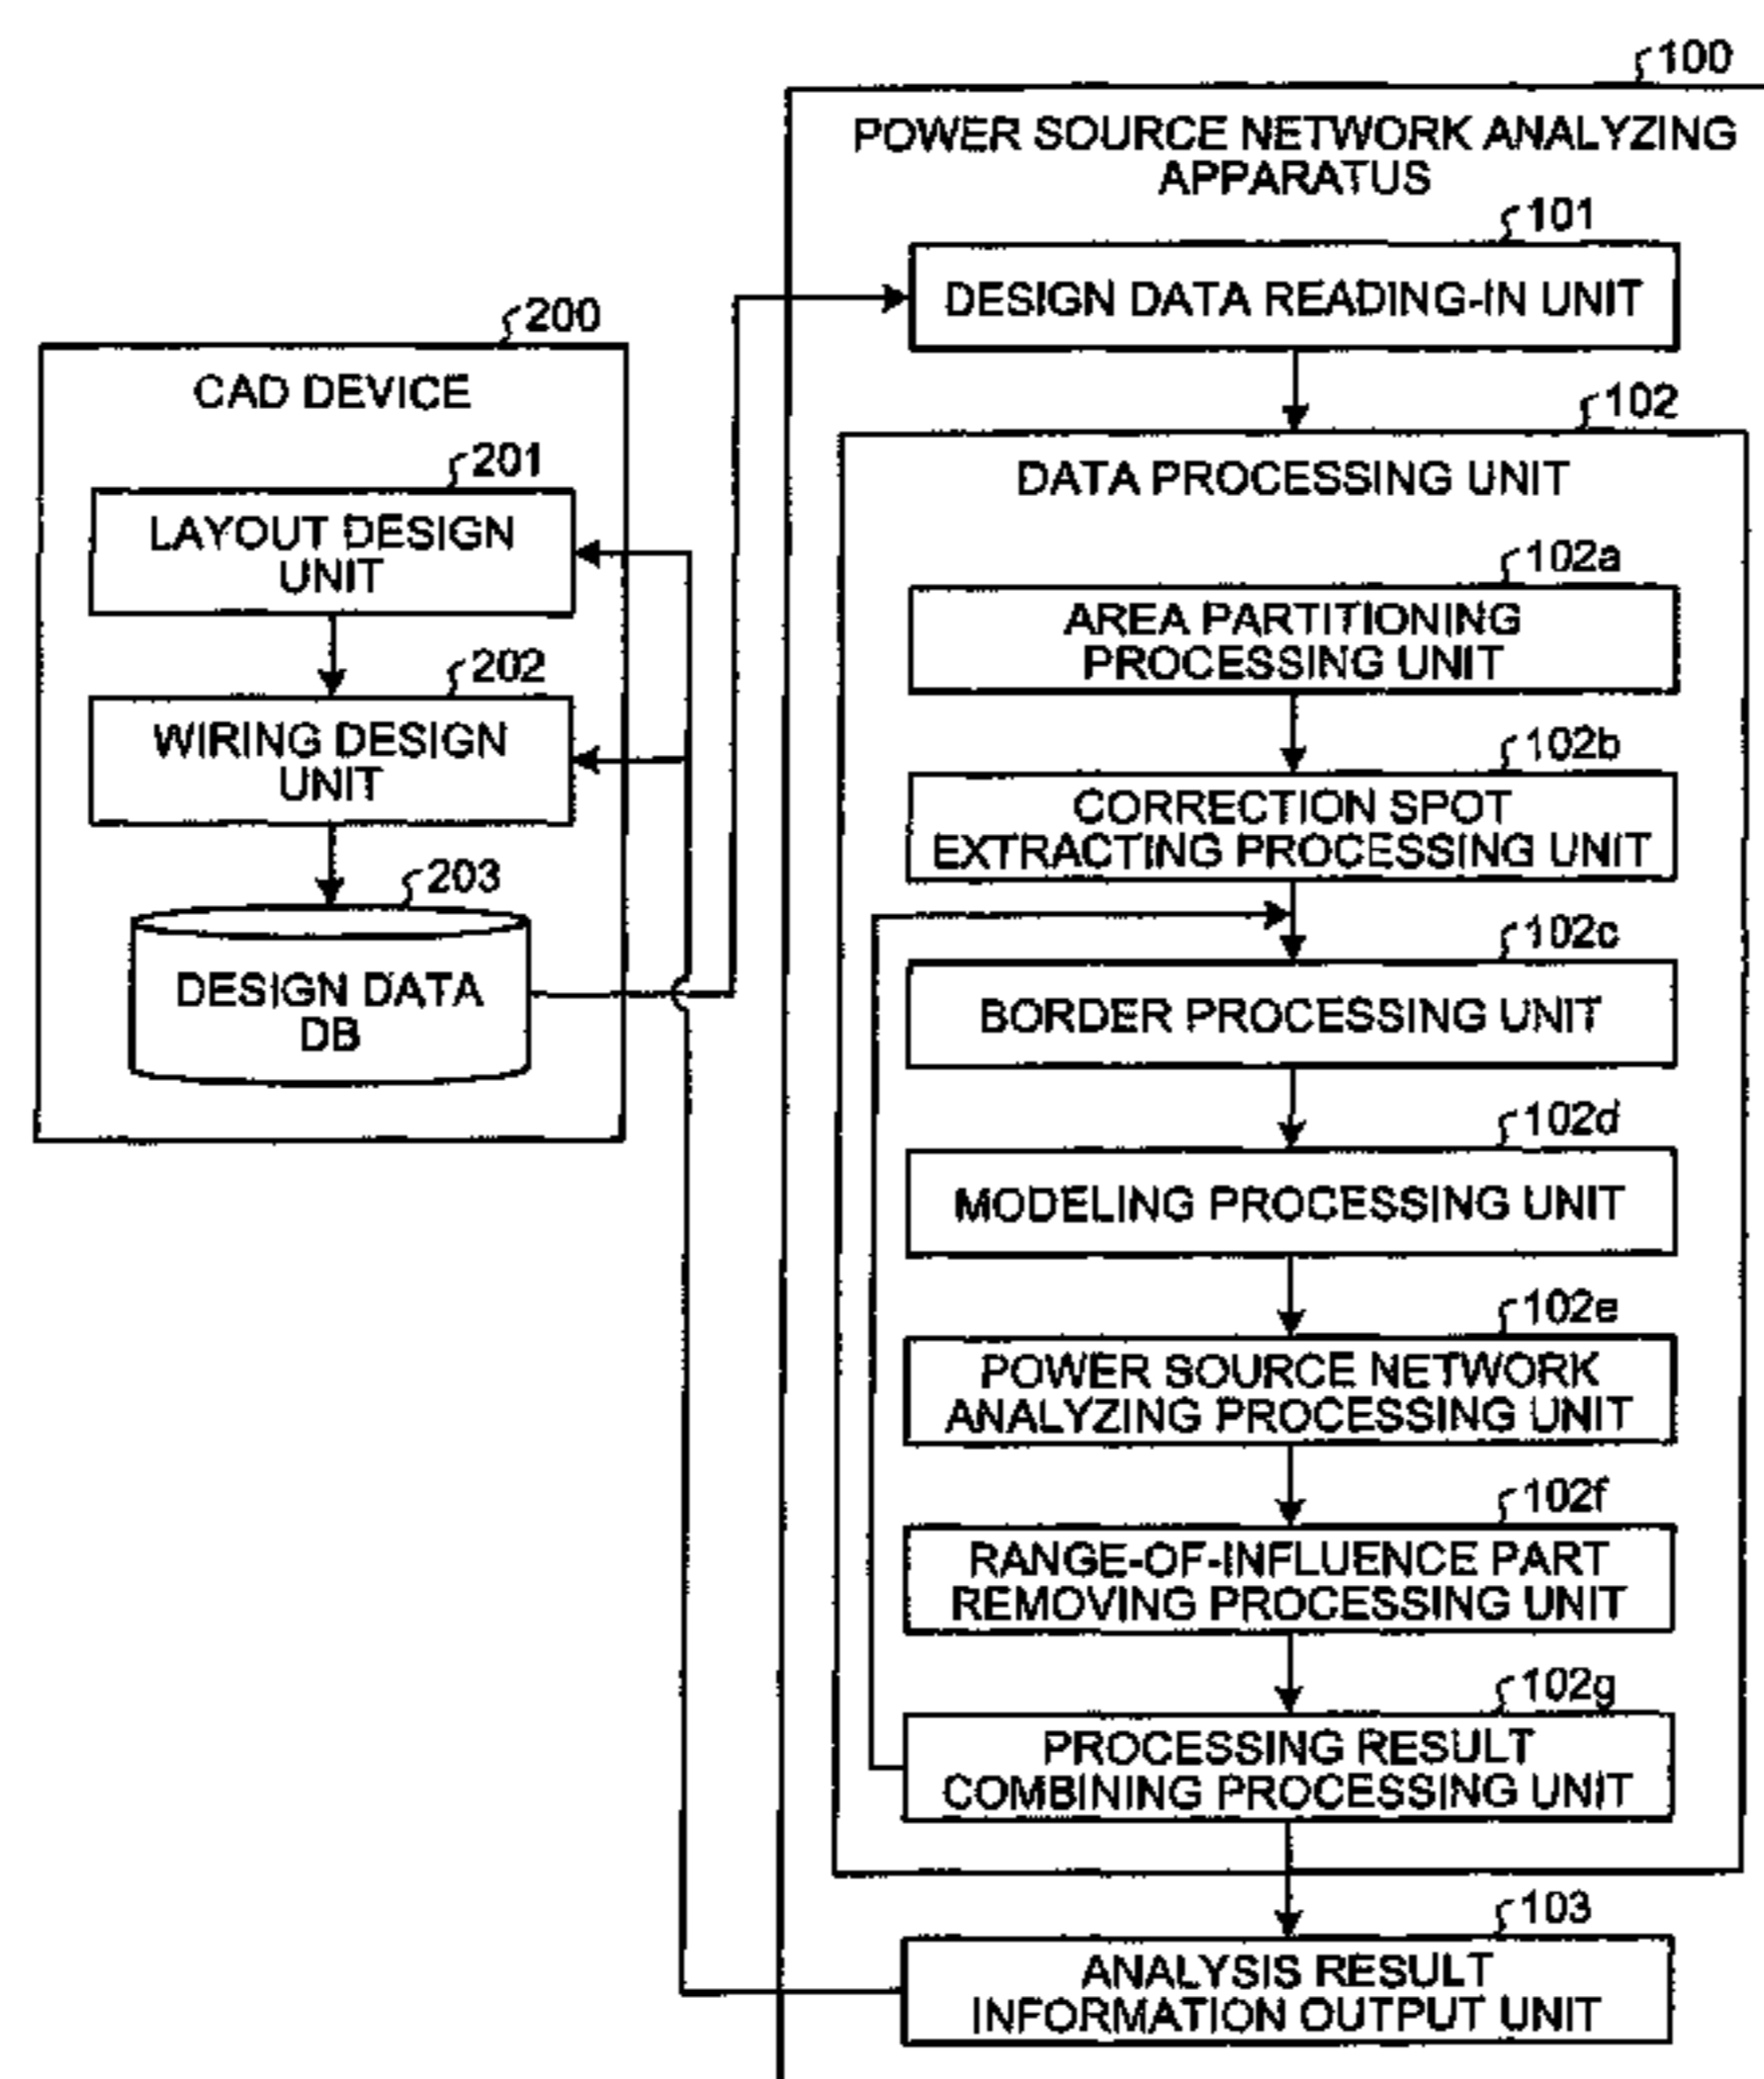 100
POWER SOURCE NETWORK ANALYZING
APPARATUS
101
DESIGN DATA READING-IN UNIT
200
CAD DEVICE
201
LAYOUT DESIGN
UNIT
202
WIRING DESIGN
UNIT
203
DESIGN DATA
DB
102
DATA PROCESSING UNIT
102a
AREA PARTITIONING
PROCESSING UNIT
102b
CORRECTION SPOT
EXTRACTING PROCESSING UNIT
102c
BORDER PROCESSING UNIT
102d
MODELING PROCESSING UNIT
102e
POWER SOURCE NETWORK
ANALYZING PROCESSING UNIT
102f
RANGE-OF-INFLUENCE PART
REMOVING PROCESSING UNIT
102g
PROCESSING RESULT
COMBINING PROCESSING UNIT
103
ANALYSIS RESULT
INFORMATION OUTPUT UNIT